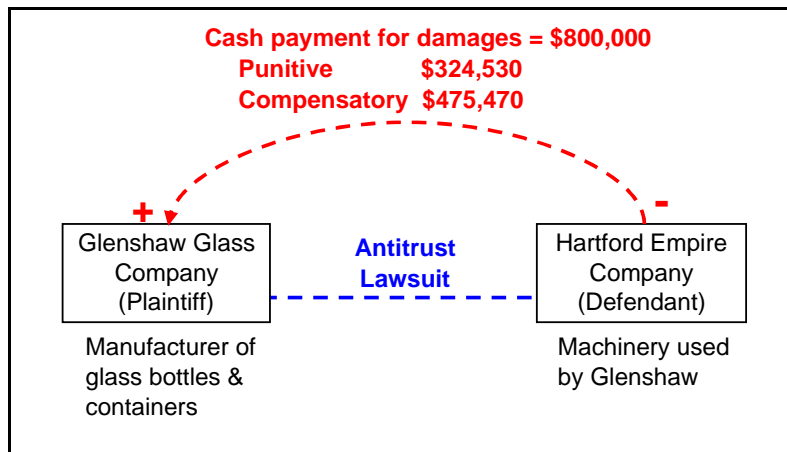 Cash payment for damages = $800,000
Punitive $324,530
Compensatory $475,470
+
-
Glenshaw Glass
Company
(Plaintiff)
Antitrust
Lawsuit
Hartford Empire
Company
(Defendant)
Manufacturer of
glass bottles &
containers
Machinery used
by Glenshaw